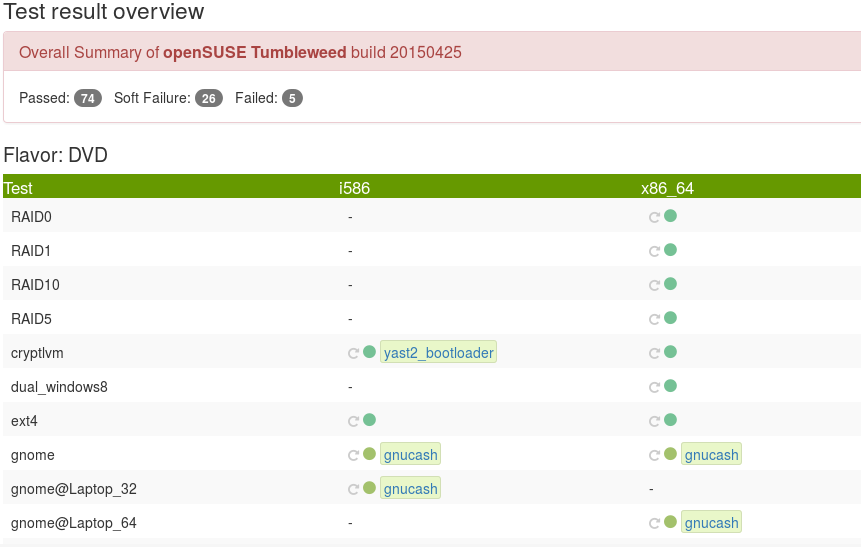 Test result overview
Overall Summary of openSUSE Tumbleweed build 20150425
Passed: 74 Soft Failure: 26 Failed: 5
Flavor: DVD
Test i586 x86_64
RAID0 -
RAID1 -
RAID10 -
RAID5 -
cryptlvm yast2_bootloader
dual_windows8 -
ext4
gnome gnucash gnucash
gnome@Laptop_32 gnucash -
gnome@Laptop_64 - gnucash